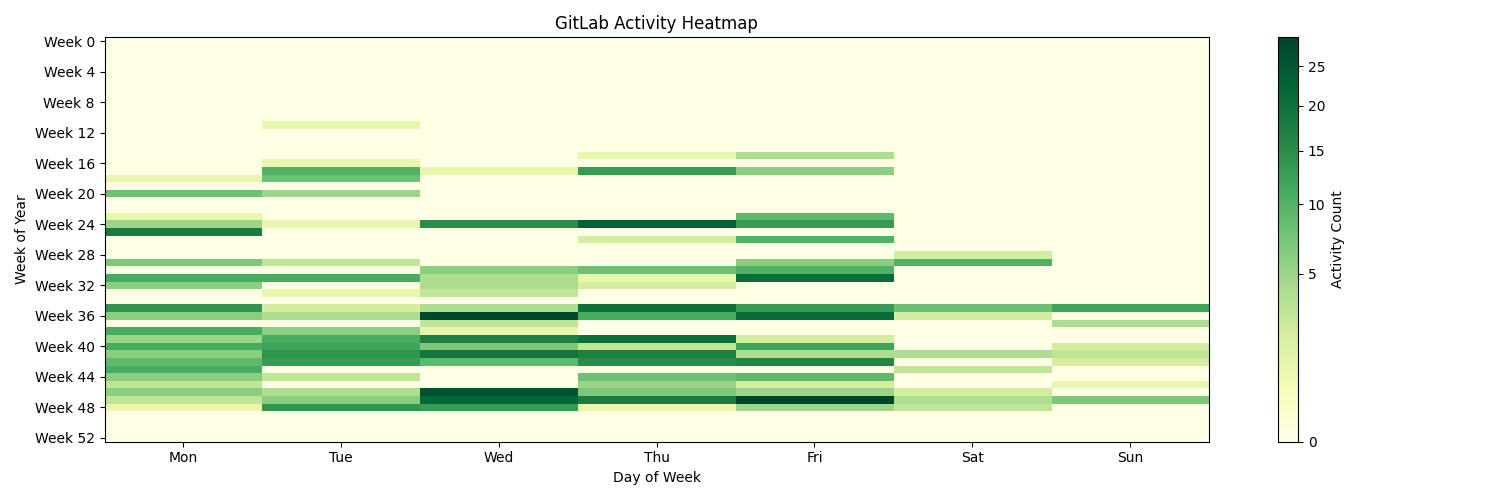 GitLab Activity Heatmap
Week 0
Week 4
Week 8
Week 12
Week 16
Week 20
Week 24
Week 28
Week 32
Week 36
Week 40
Week 44
Week 48
Week 52
Week of Year
Mon Tue Wed Thu Fri Sat Sun
Day of Week
25
20
15
10
5
0
Activity Count